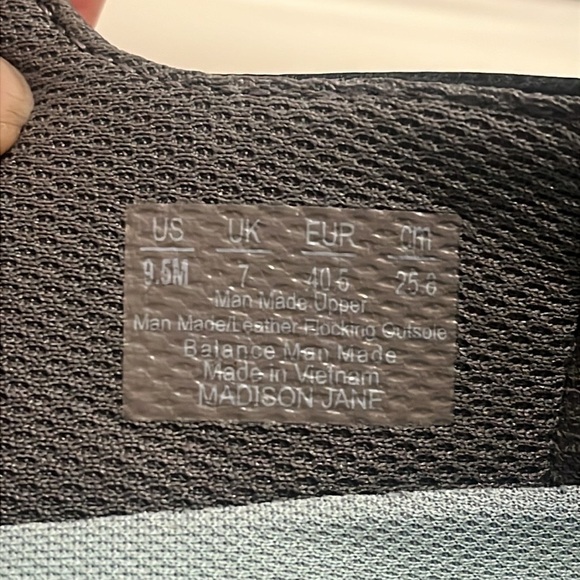 US UK EUR cm
9.5M 7 40.5 25.8
Man Made Upper
Man Made/Leather Flocking Outsole
Balance Man Made
Made in Vietnam
MADISON JANE